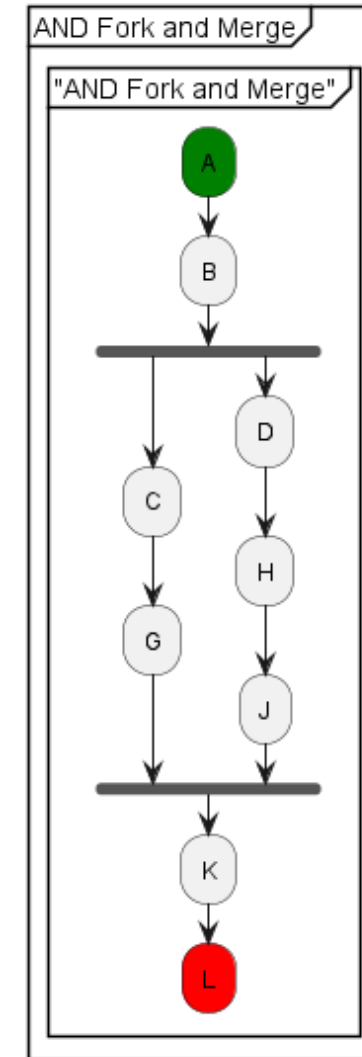 AND Fork and Merge
"AND Fork and Merge"
A
B
D
C
H
G
J
K
L